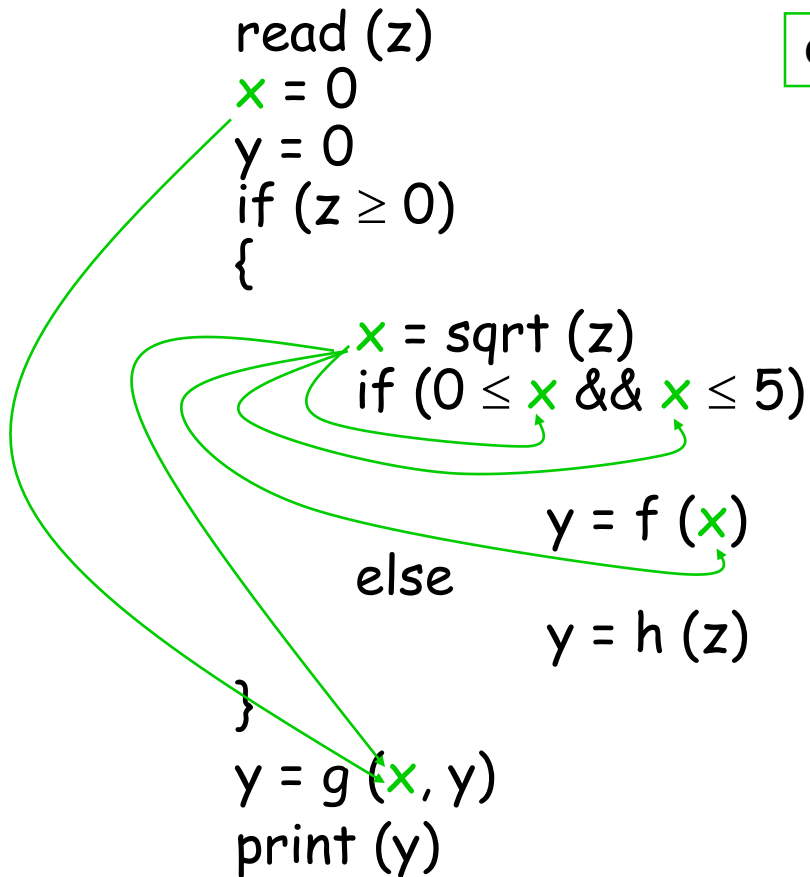 read (z)
x = 0
y = 0
if (z ≥ 0)
{
x = sqrt (z)
if (0 ≤ x && x ≤ 5)
y = f (x)
else
y = h (z)
}
y = g (x, y)
print (y)